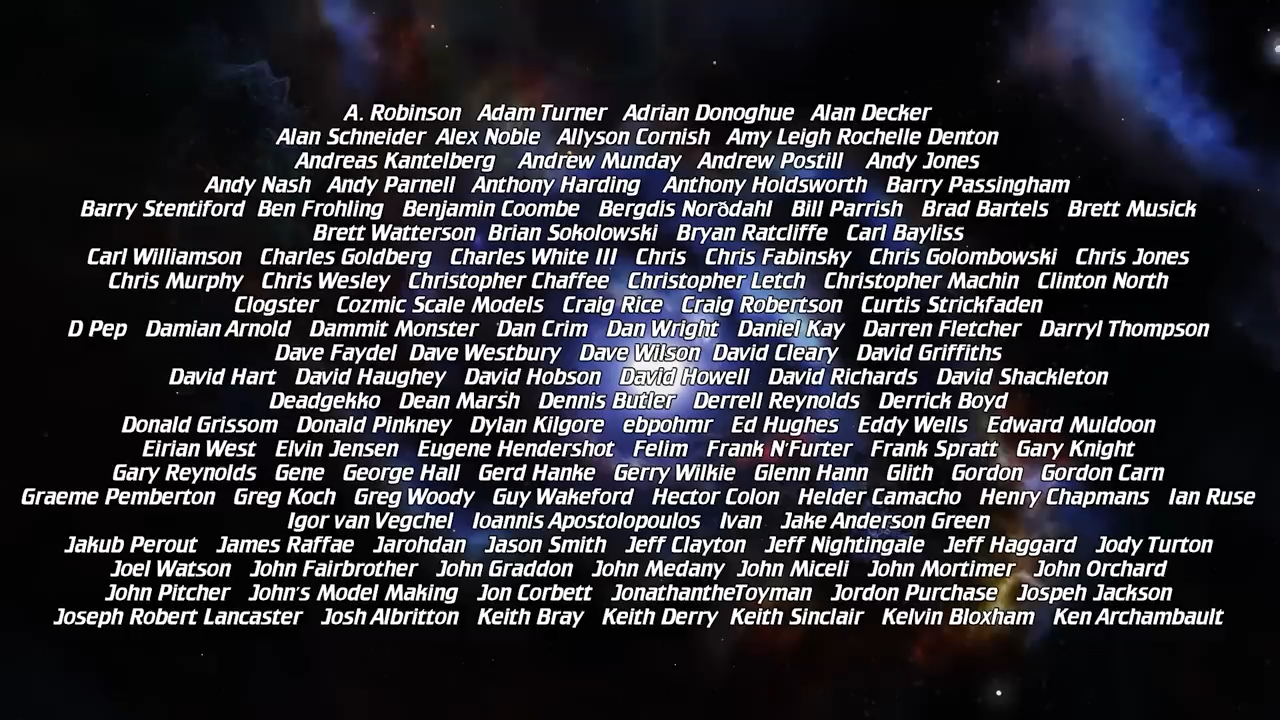 A. Robinson Adam Turner Adrian Donoghue Alan Decker
Alan Schneider Alex Noble Allyson Cornish Amy Leigh Rochelle Denton
Andreas Kantelberg Andrew Munday Andrew Postill Andy Jones
Andy Nash Andy Parnell Anthony Harding Anthony Holdsworth Barry Passingham
Barry Stentiford Ben Frohling Benjamin Coombe Bergdis Norðdahl Bill Parrish Brad Bartels Brett Musick
Brett Watterson Brian Sokolowski Bryan Ratcliffe Carl Bayliss
Carl Williamson Charles Goldberg Charles White III Chris Chris Fabinsky Chris Golombowski Chris Jones
Chris Murphy Chris Wesley Christopher Chaffee Christopher Letch Christopher Machin Clinton North
Clogster Cozmic Scale Models Craig Rice Craig Robertson Curtis Strickfaden
D Pep Damian Arnold Dammit Monster Dan Crim Dan Wright Daniel Kay Darren Fletcher Darryl Thompson
Dave Faydel Dave Westbury Dave Wilson David Cleary David Griffiths
David Hart David Haughey David Hobson David Howell David Richards David Shackleton
Deadgekko Dean Marsh Dennis Butler Derrell Reynolds Derrick Boyd
Donald Grissom Donald Pinkney Dylan Kilgore ebpohmr Ed Hughes Eddy Wells Edward Muldoon
Eirian West Elvin Jensen Eugene Hendershot Felim Frank N'Furter Frank Spratt Gary Knight
Gary Reynolds Gene George Hall Gerd Hanke Gerry Wilkie Glenn Hann Glith Gordon Gordon Carn
Graeme Pemberton Greg Koch Greg Woody Guy Wakeford Hector Colon Helder Camacho Henry Chapmans Ian Ruse
Igor van Vegchel Ioannis Apostolopoulos Ivan Jake Anderson Green
Jakub Perout James Raffae Jarohdan Jason Smith Jeff Clayton Jeff Nightingale Jeff Haggard Jody Turton
Joel Watson John Fairbrother John Graddon John Medany John Miceli John Mortimer John Orchard
John Pitcher John's Model Making Jon Corbett JonathantheToyman Jordon Purchase Jospeh Jackson
Joseph Robert Lancaster Josh Albritton Keith Bray Keith Derry Keith Sinclair Kelvin Bloxham Ken Archambault